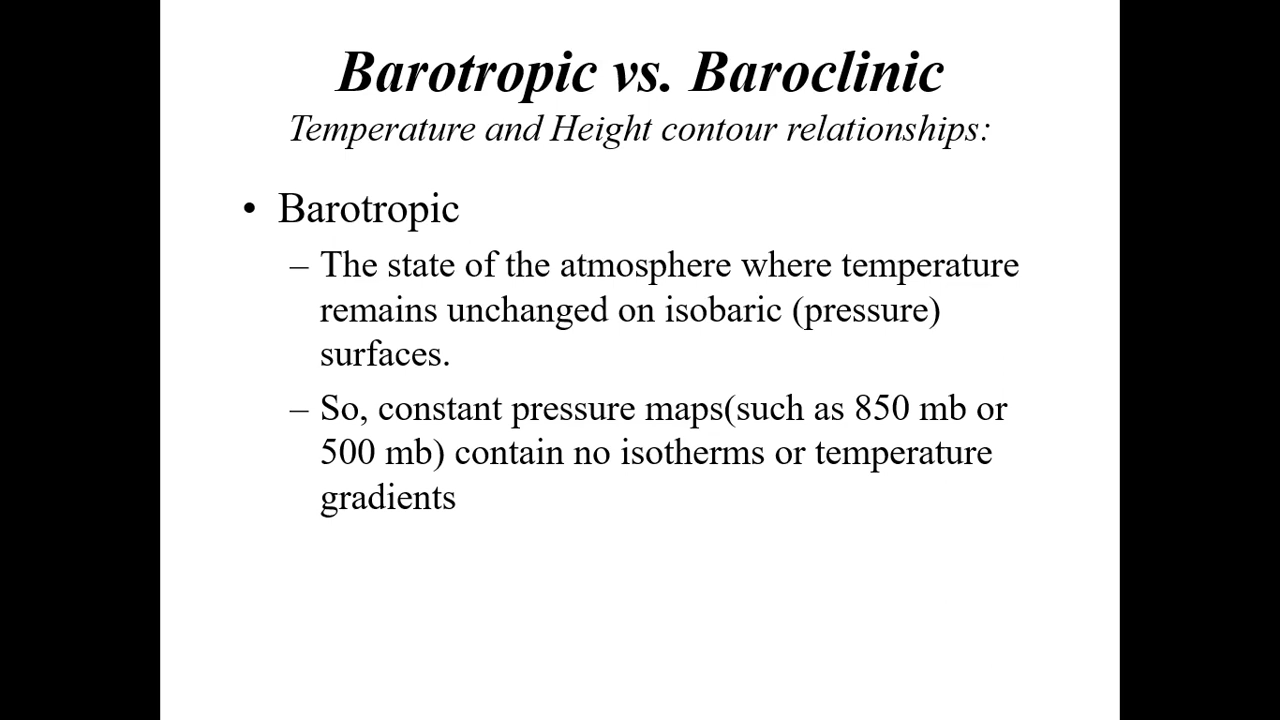 Barotropic vs. Baroclinic
Temperature and Height contour relationships:
• Barotropic
– The state of the atmosphere where temperature
remains unchanged on isobaric (pressure)
surfaces.
– So, constant pressure maps(such as 850 mb or
500 mb) contain no isotherms or temperature
gradients